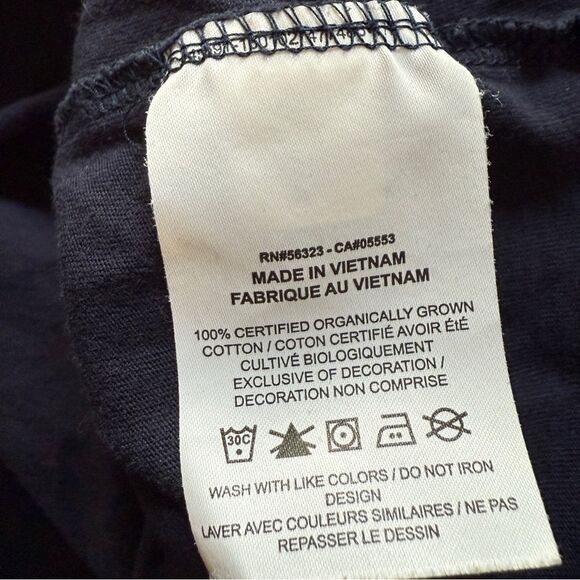 RN#56323 - CA#05553
MADE IN VIETNAM
FABRIQUE AU VIETNAM
100% CERTIFIED ORGANICALLY GROWN
COTTON / COTON CERTIFIÉ AVOIR ÉtÉ
CULTIVÉ BIOLOGIQUEMENT
EXCLUSIVE OF DECORATION /
DECORATION NON COMPRISE
30C
WASH WITH LIKE COLORS / DO NOT IRON
DESIGN
LAVER AVEC COULEURS SIMILAIRES / NE PAS
REPASSER LE DESSIN